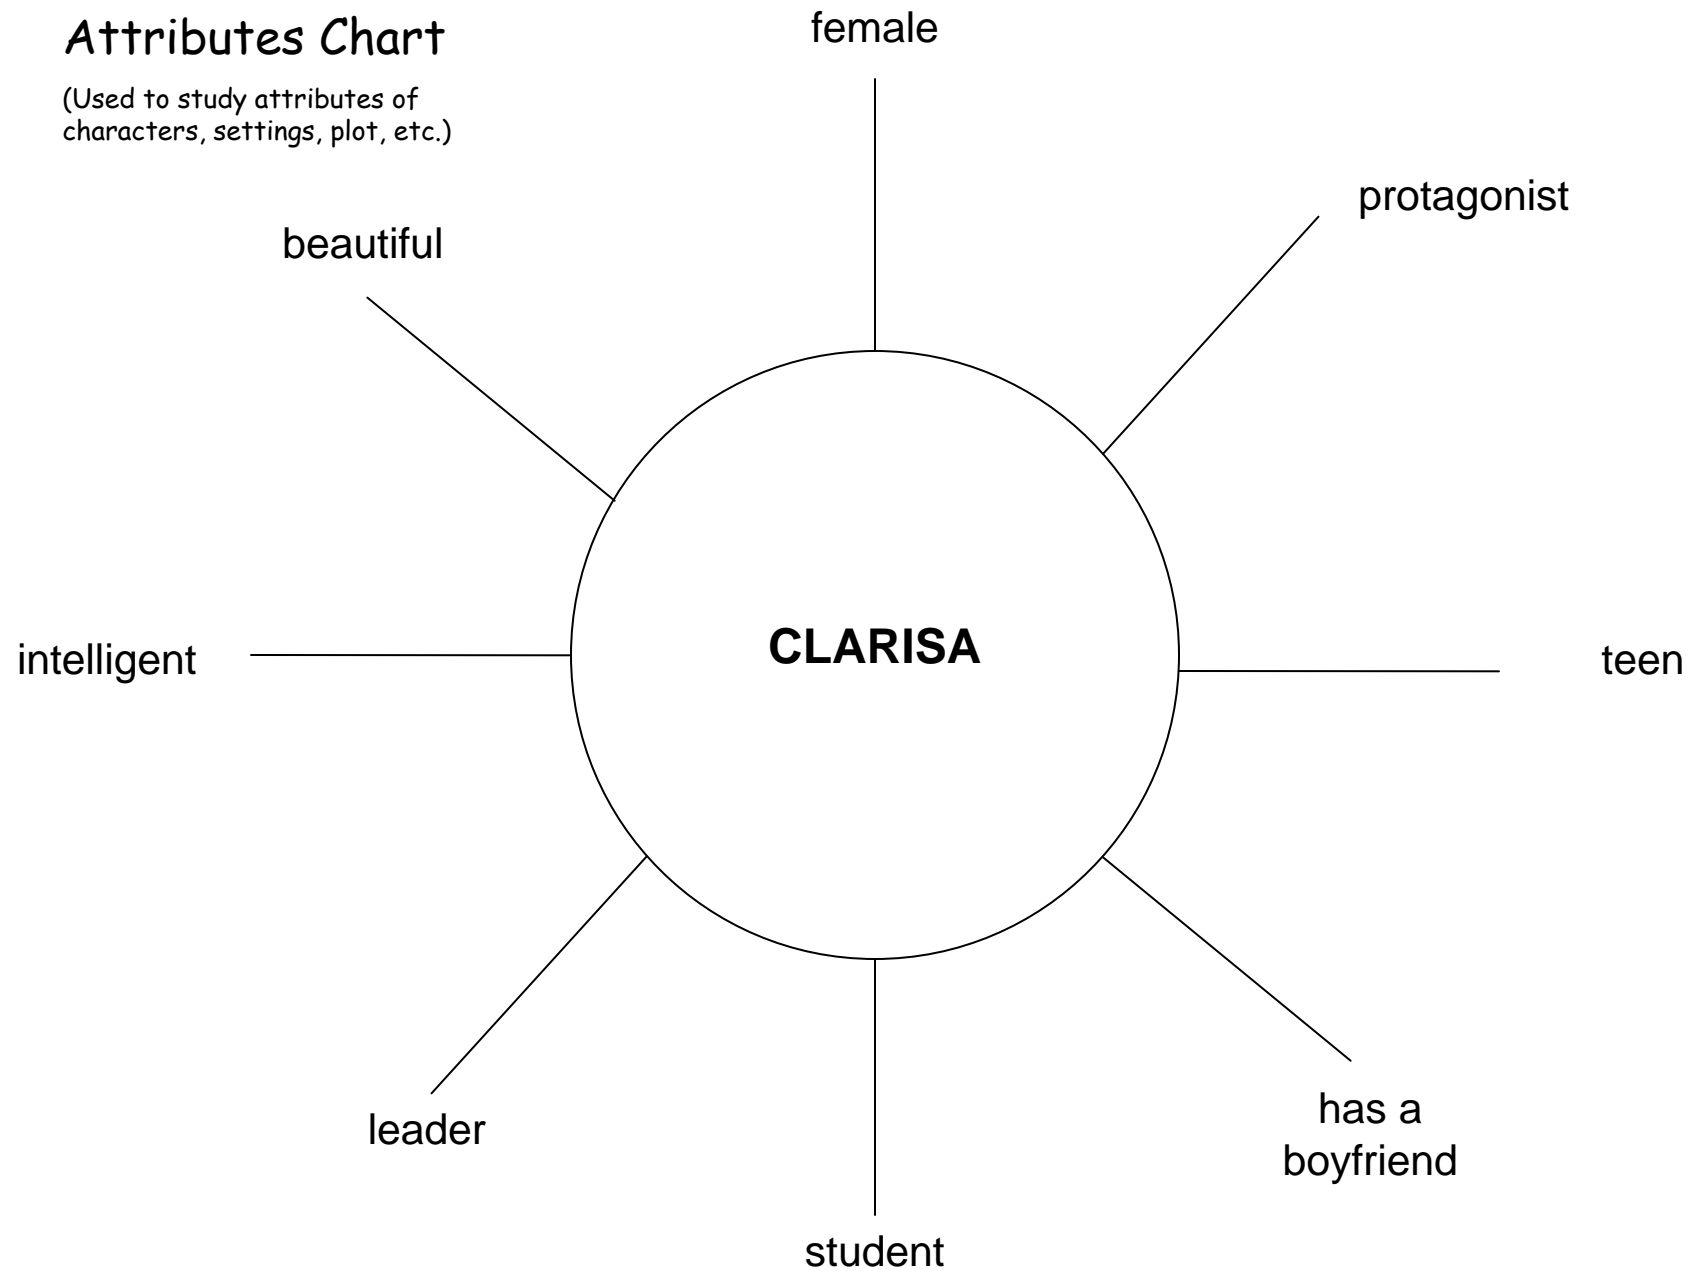 Attributes Chart
(Used to study attributes of
characters, settings, plot, etc.)
female
protagonist
beautiful
CLARISA
intelligent
teen
leader
has a
boyfriend
student